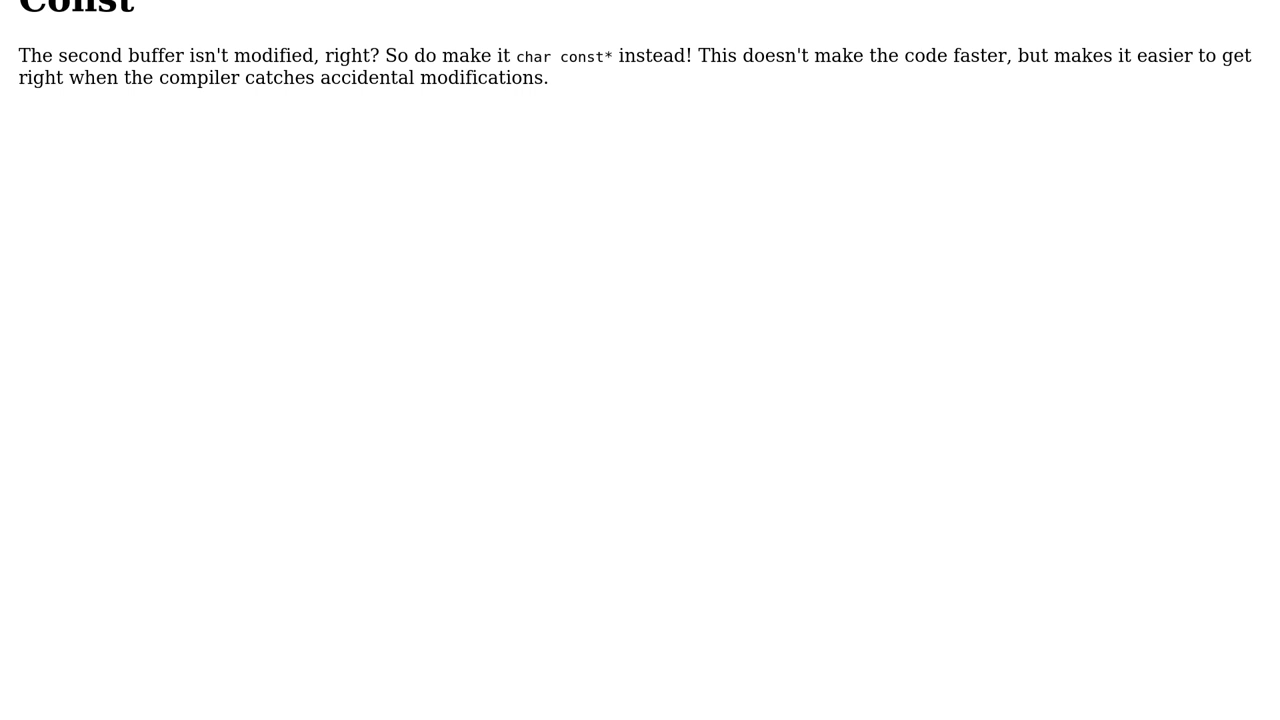 Const
The second buffer isn't modified, right? So do make it char const* instead! This doesn't make the code faster, but makes it easier to get
right when the compiler catches accidental modifications.